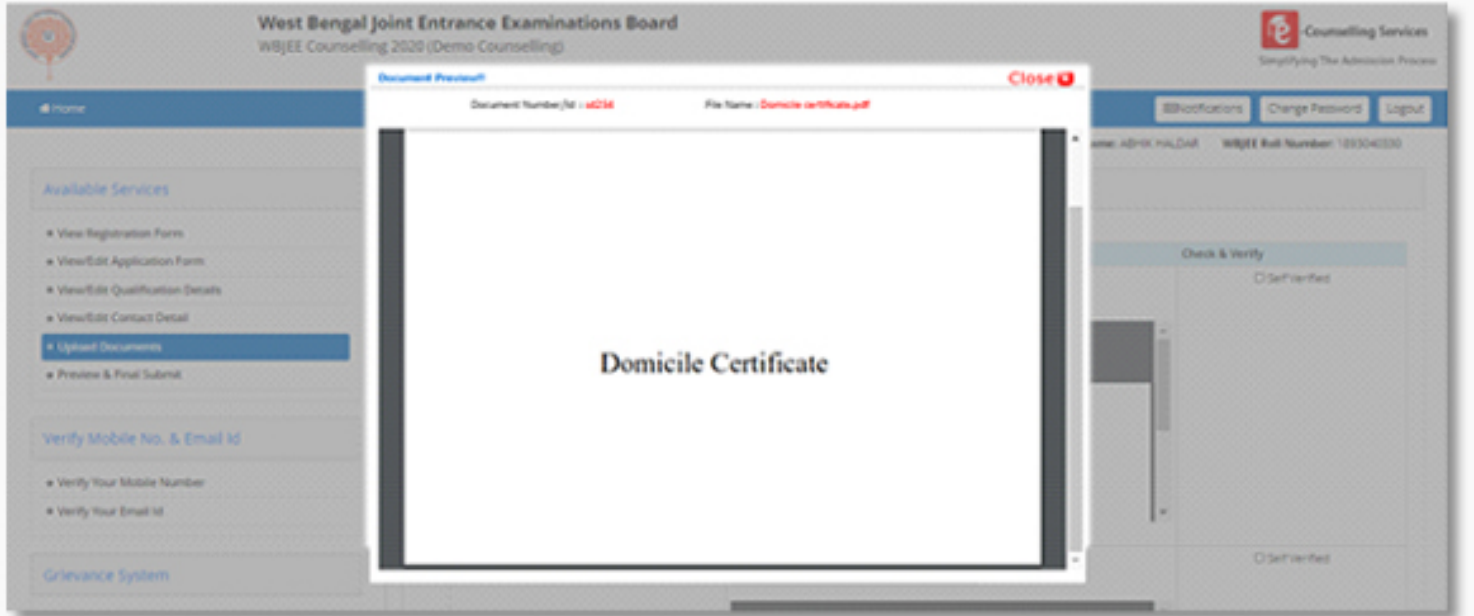 West Bengal Joint Entrance Examinations Board
WBJEE Counselling 2020 (Demo Counselling)
e-Counselling Services
Simplifying The Admission Process
Document Preview!!
Close
Document Number/Id : sd234 File Name : Domicile certificate.pdf
Home
Notifications Change Password Logout
ABHIK HALDAR WBJEE Roll Number:
Available Services
View Registration Form
View/Edit Application Form
View/Edit Qualification Details
View/Edit Contact Detail
Upload Documents
Preview & Final Submit
Check & Verify
Self Verified
Domicile Certificate
Verify Mobile No. & Email Id
Verify Your Mobile Number
Verify Your Email Id
Self Verified
Grievance System